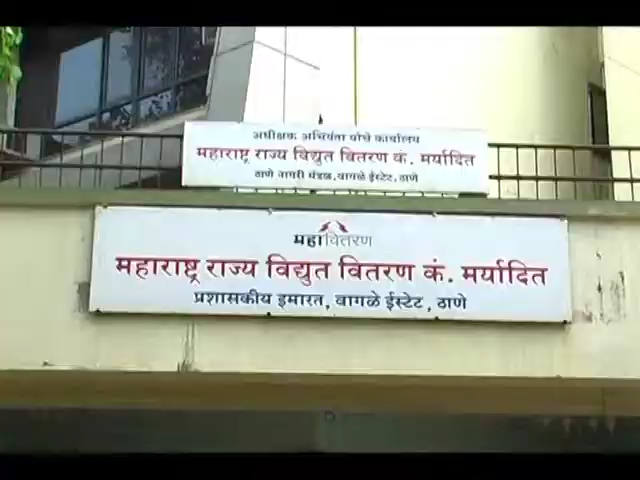 अधीक्षक अभियंता यांचे कार्यालय
महाराष्ट्र राज्य विद्युत वितरण कं. मर्यादित
ठाणे नागरी मंडळ, वागळे ईस्टेट, ठाणे
महावितरण
महाराष्ट्र राज्य विद्युत वितरण कं. मर्यादित
प्रशासकीय इमारत, वागळे ईस्टेट, ठाणे